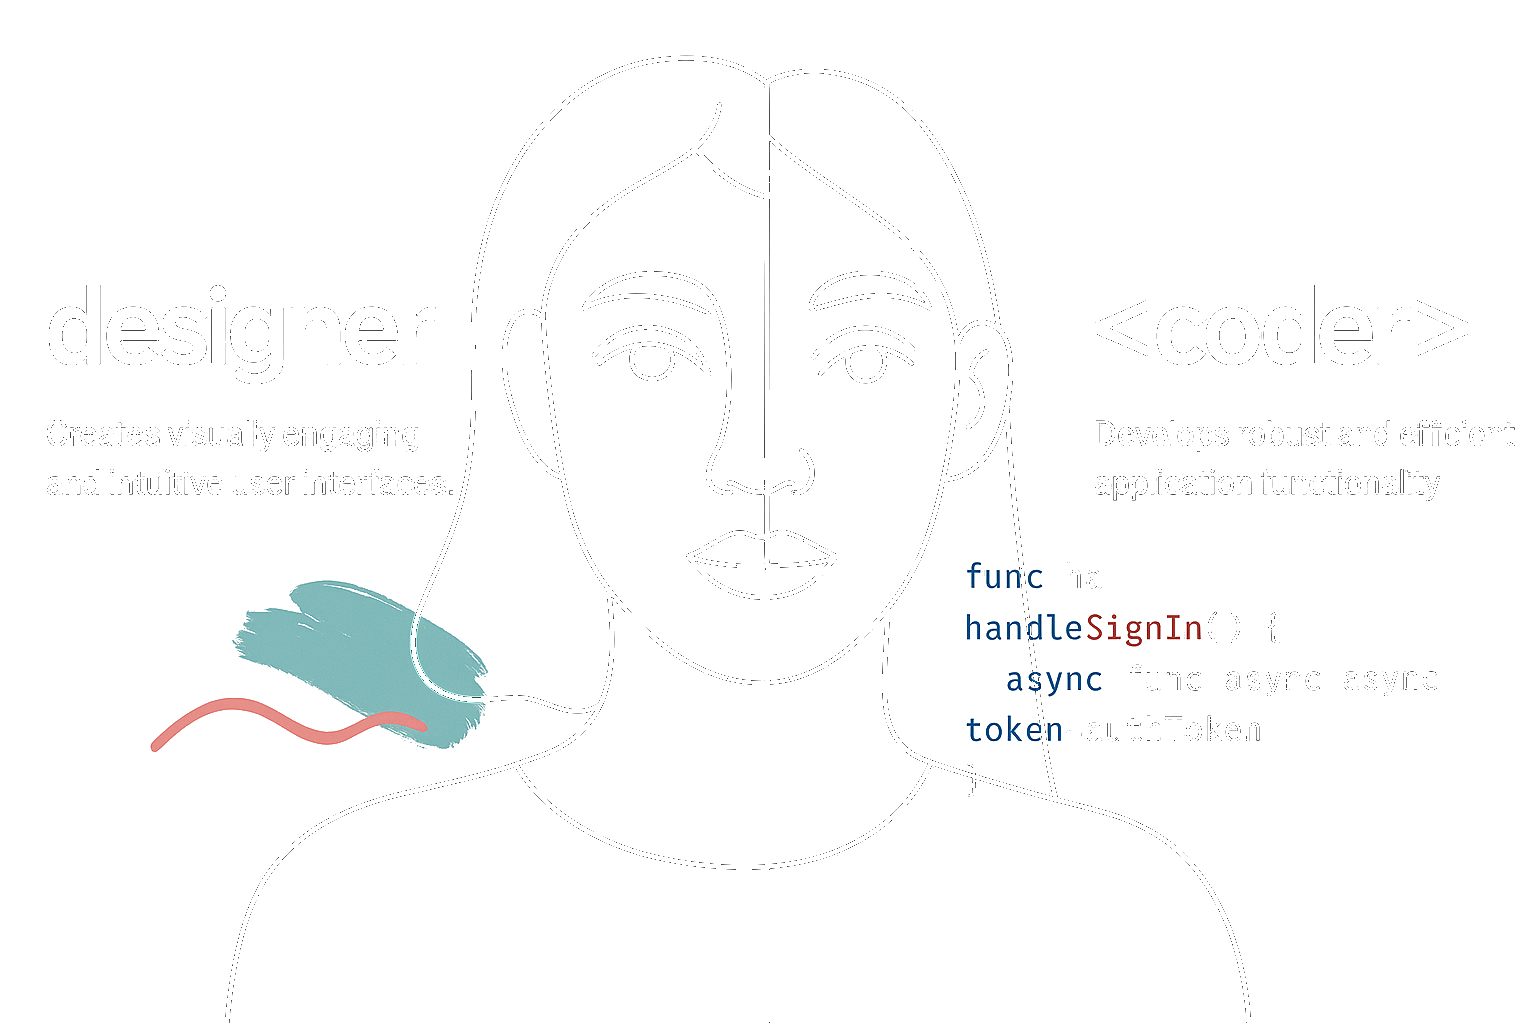 designer
Creates visually engaging
and intuitive user interfaces.
<coder>
Develops robust and efficient
application functionality
func ha
handleSignIn() {
async func async async
token authToken
}